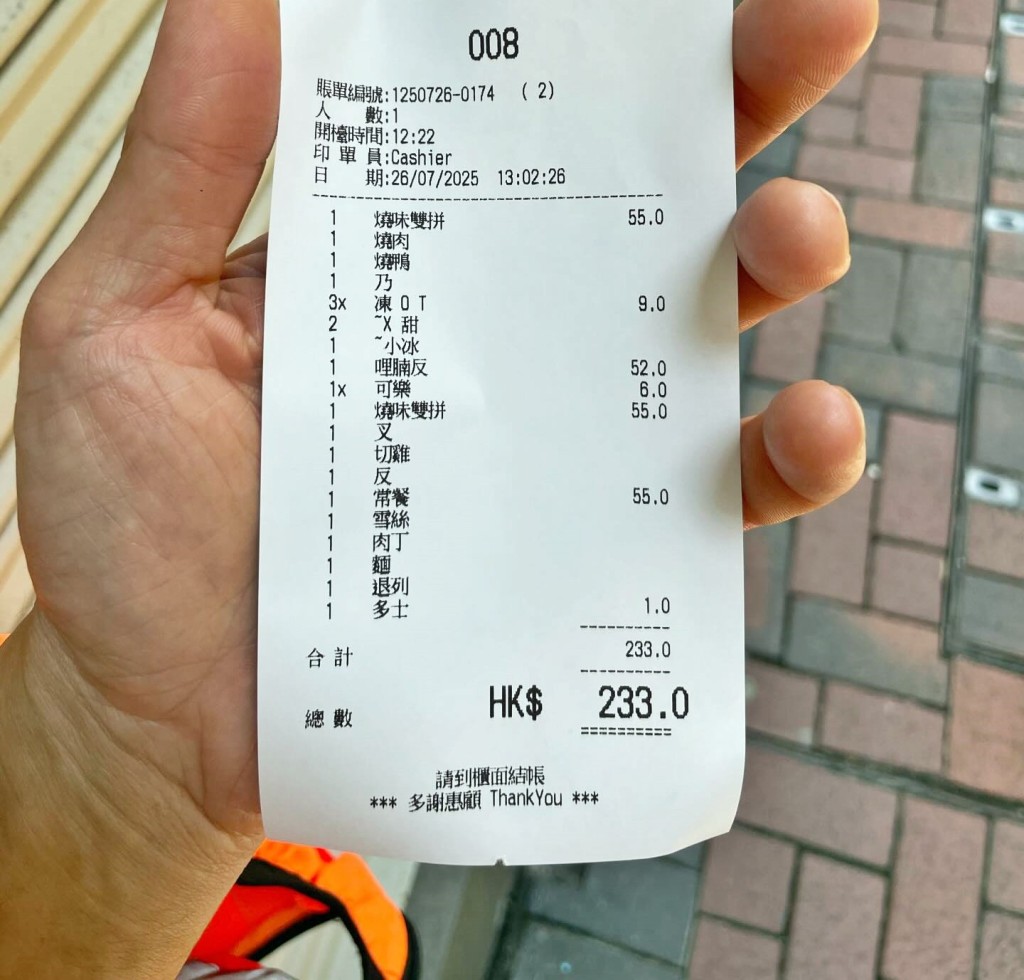 008
賬單編號:1250726-0174 ( 2)
人 數:1
開檯時間:12:22
印 單 員:Cashier
日 期:26/07/2025 13:02:26
1 燒味雙拼 55.0
1 燒肉
1 燒鴨
1 乃
3x 凍 O T 9.0
2 ~X 甜
1 ~小冰
1 哩腩反 52.0
1x 可樂 6.0
1 燒味雙拼 55.0
1 叉
1 切雞
1 反
1 常餐 55.0
1 雪絲
1 肉丁
1 麵
1 退列
1 多士 1.0
合 計 233.0
總 數 HK$ 233.0
請到櫃面結帳
*** 多謝惠顧 ThankYou ***